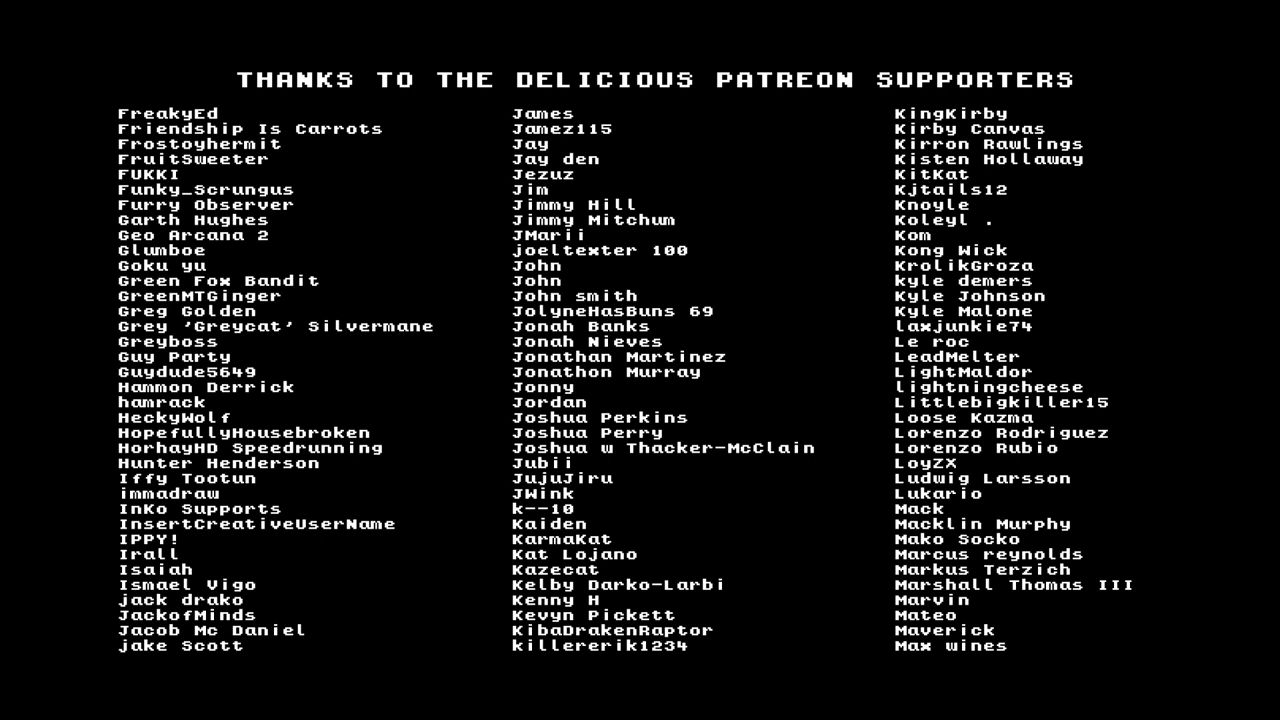 THANKS TO THE DELICIOUS PATREON SUPPORTERS
FreakyEd
Friendship Is Carrots
Frostoyhermit
FruitSweeter
FUKKI
Funky_Scrungus
Furry Observer
Garth Hughes
Geo Arcana 2
Glumboe
Goku yu
Green Fox Bandit
GreenMTGinger
Greg Golden
Grey 'Greycat' Silvermane
Greyboss
Guy Party
Guydude5649
Hammon Derrick
hamrack
HeckyWolf
HopefullyHousebroken
HorhayHD Speedrunning
Hunter Henderson
Iffy Tootun
immadraw
InKo Supports
InsertCreativeUserName
IPPY!
Irall
Isaiah
Ismael Vigo
jack drako
JackofMinds
Jacob Mc Daniel
jake Scott
James
Jamez115
Jay
Jay den
Jezuz
Jim
Jimmy Hill
Jimmy Mitchum
JMarii
joeltexter 100
John
John
John smith
JolyneHasBuns 69
Jonah Banks
Jonah Nieves
Jonathan Martinez
Jonathon Murray
Jonny
Jordan
Joshua Perkins
Joshua Perry
Joshua w Thacker-McClain
Jubii
JujuJiru
JWink
k--10
Kaiden
KarmaKat
Kat Lojano
Kazecat
Kelby Darko-Larbi
Kenny H
Kevyn Pickett
KibaDrakenRaptor
killererik1234
KingKirby
Kirby Canvas
Kirron Rawlings
Kisten Hollaway
KitKat
Kjtails12
Knoyle
Koleyl .
Kom
Kong Wick
KrolikGroza
kyle demers
Kyle Johnson
Kyle Malone
laxjunkie74
Le roc
LeadMelter
LightMaldor
lightningcheese
Littlebigkiller15
Loose Kazma
Lorenzo Rodriguez
Lorenzo Rubio
LoyZX
Ludwig Larsson
Lukario
Mack
Macklin Murphy
Mako Socko
Marcus reynolds
Markus Terzich
Marshall Thomas III
Marvin
Mateo
Maverick
Max wines